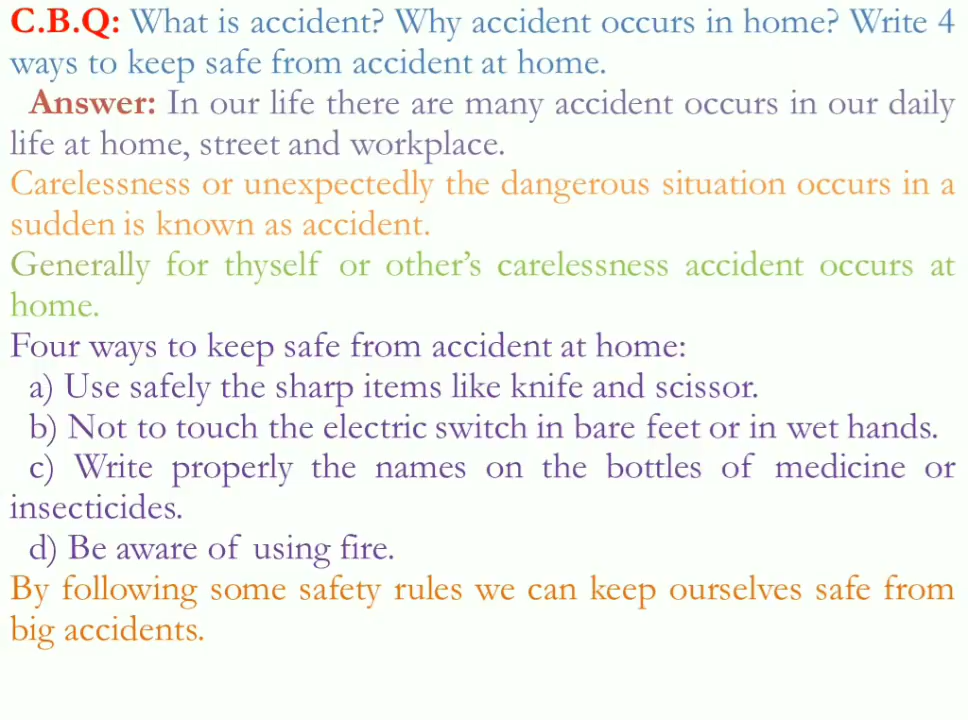 C.B.Q: What is accident? Why accident occurs in home? Write 4
ways to keep safe from accident at home.
Answer: In our life there are many accident occurs in our daily
life at home, street and workplace.
Carelessness or unexpectedly the dangerous situation occurs in a
sudden is known as accident.
Generally for thyself or other’s carelessness accident occurs at
home.
Four ways to keep safe from accident at home:
a) Use safely the sharp items like knife and scissor.
b) Not to touch the electric switch in bare feet or in wet hands.
c) Write properly the names on the bottles of medicine or
insecticides.
d) Be aware of using fire.
By following some safety rules we can keep ourselves safe from
big accidents.